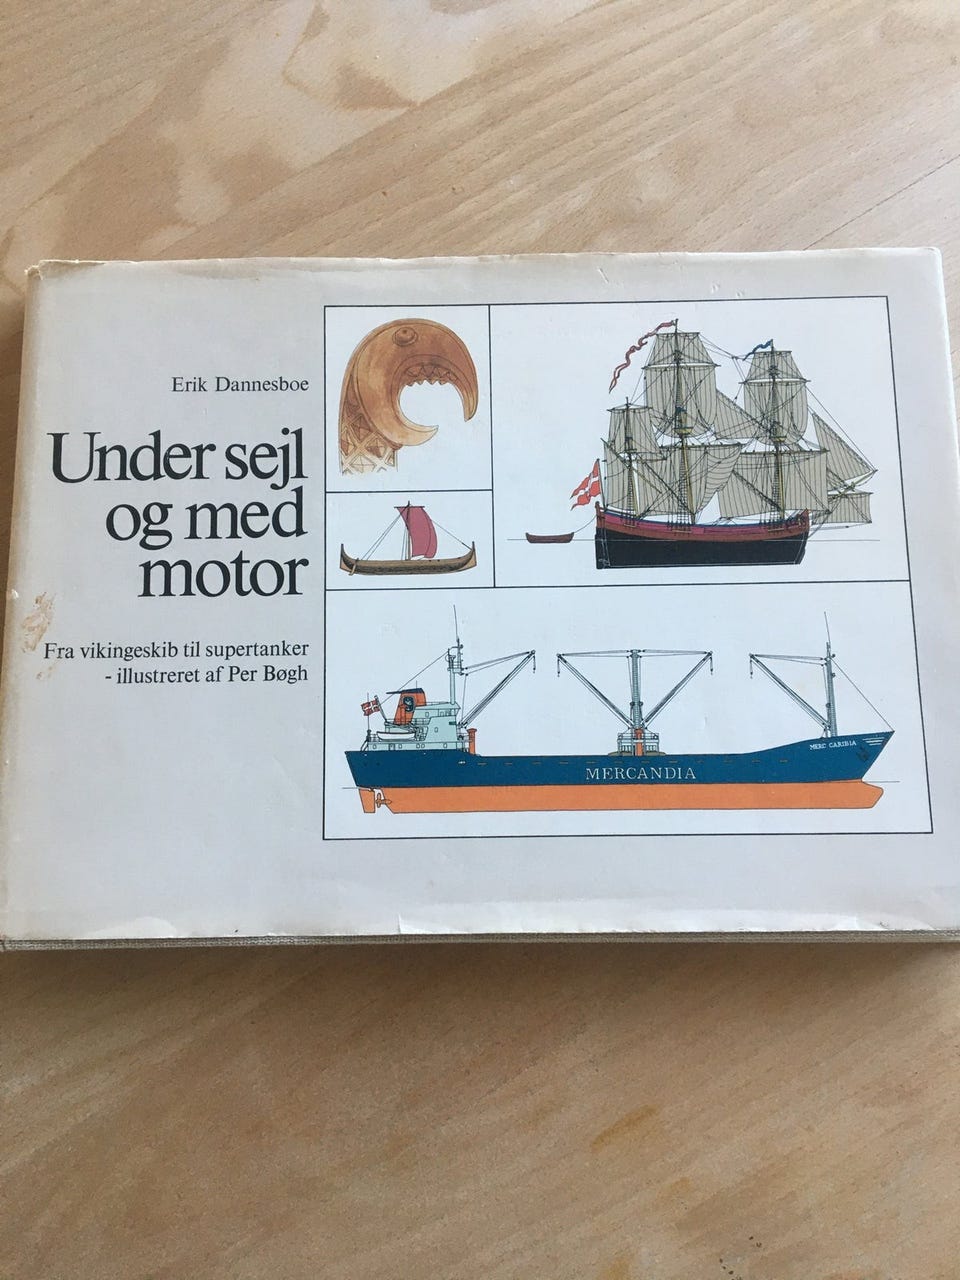 Erik Dannesboe
Under sejl
og med
motor
Fra vikingeskib til supertanker
- illustreret af Per Bøgh
MERC CARIBIA
MERCANDIA